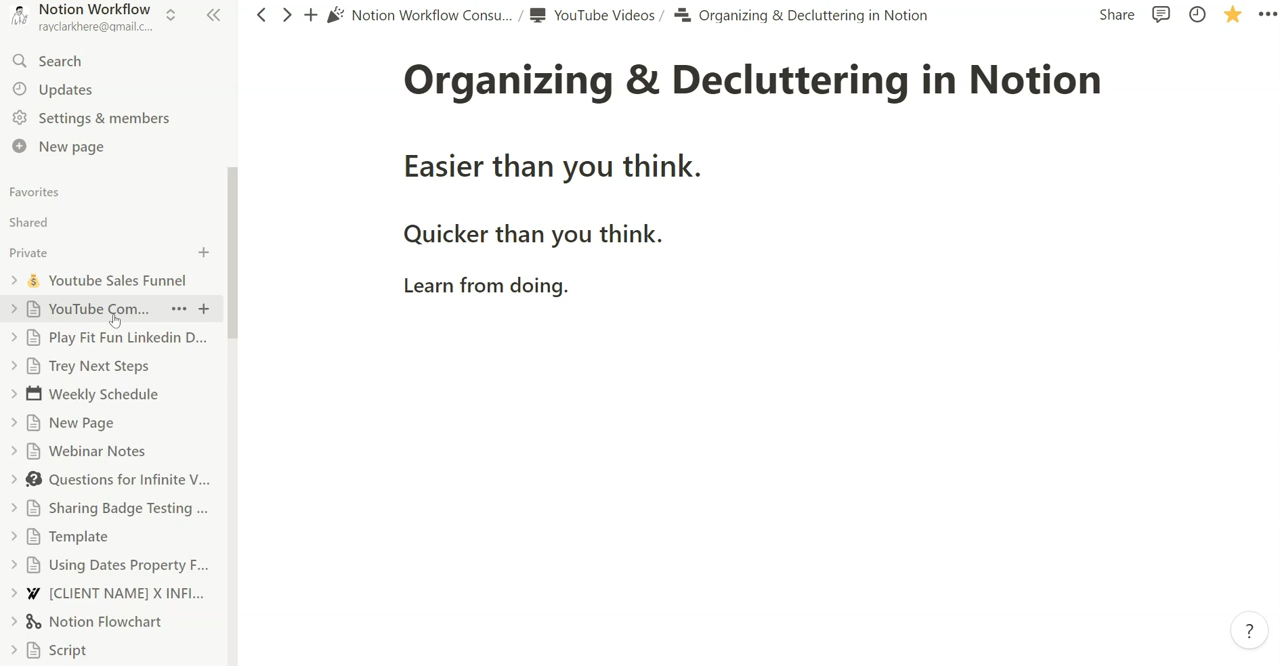 Notion Workflow
rayclarkhere@gmail.c...
Notion Workflow Consu... / YouTube Videos / Organizing & Decluttering in Notion
Share
Search
Updates
Settings & members
New page
Favorites
Shared
Private
Youtube Sales Funnel
YouTube Com...
Play Fit Fun Linkedin D...
Trey Next Steps
Weekly Schedule
New Page
Webinar Notes
Questions for Infinite V...
Sharing Badge Testing ...
Template
Using Dates Property F...
[CLIENT NAME] X INFI...
Notion Flowchart
Script
Organizing & Decluttering in Notion
Easier than you think.
Quicker than you think.
Learn from doing.
?